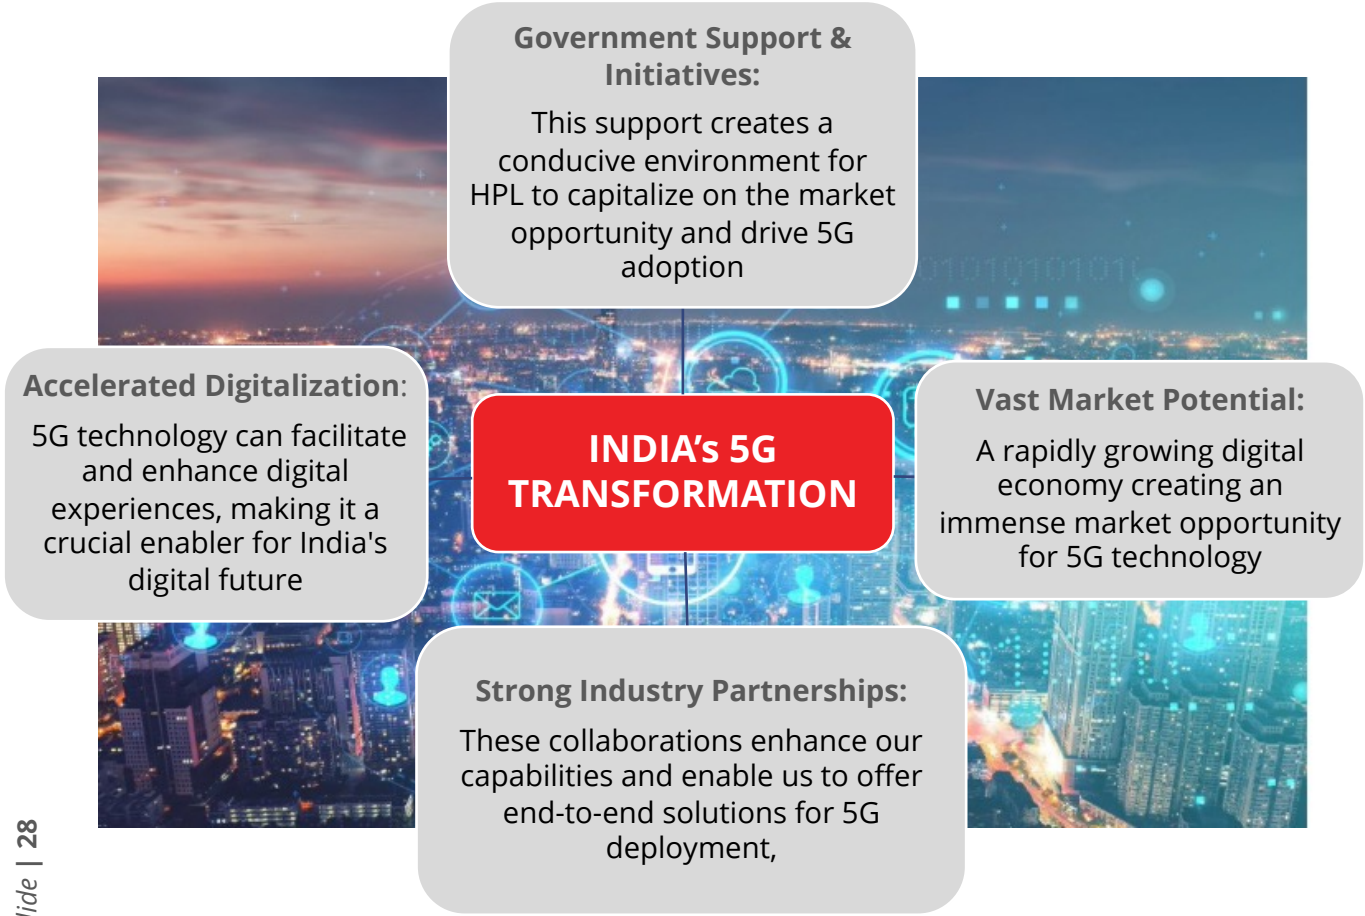 Government Support &
Initiatives:
This support creates a
conducive environment for
HPL to capitalize on the market
opportunity and drive 5G
adoption
Accelerated Digitalization:
5G technology can facilitate
and enhance digital
experiences, making it a
crucial enabler for India's
digital future
INDIA’s 5G
TRANSFORMATION
Vast Market Potential:
A rapidly growing digital
economy creating an
immense market opportunity
for 5G technology
Strong Industry Partnerships:
These collaborations enhance our
capabilities and enable us to offer
end-to-end solutions for 5G
deployment,
| 28